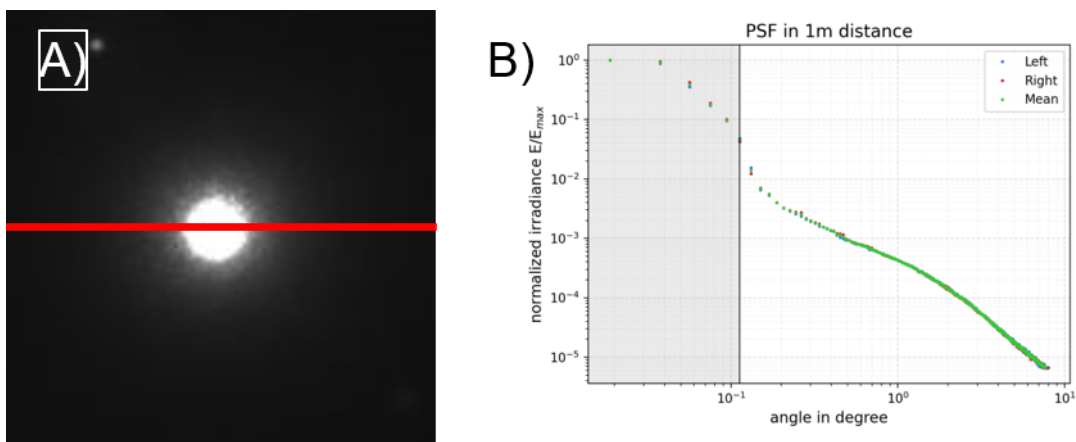 A)
B)
PSF in 1m distance
normalized irradiance E/E_max
10^0
10^-1
10^-2
10^-3
10^-4
10^-5
Left
Right
Mean
10^-1
10^0
10^1
angle in degree